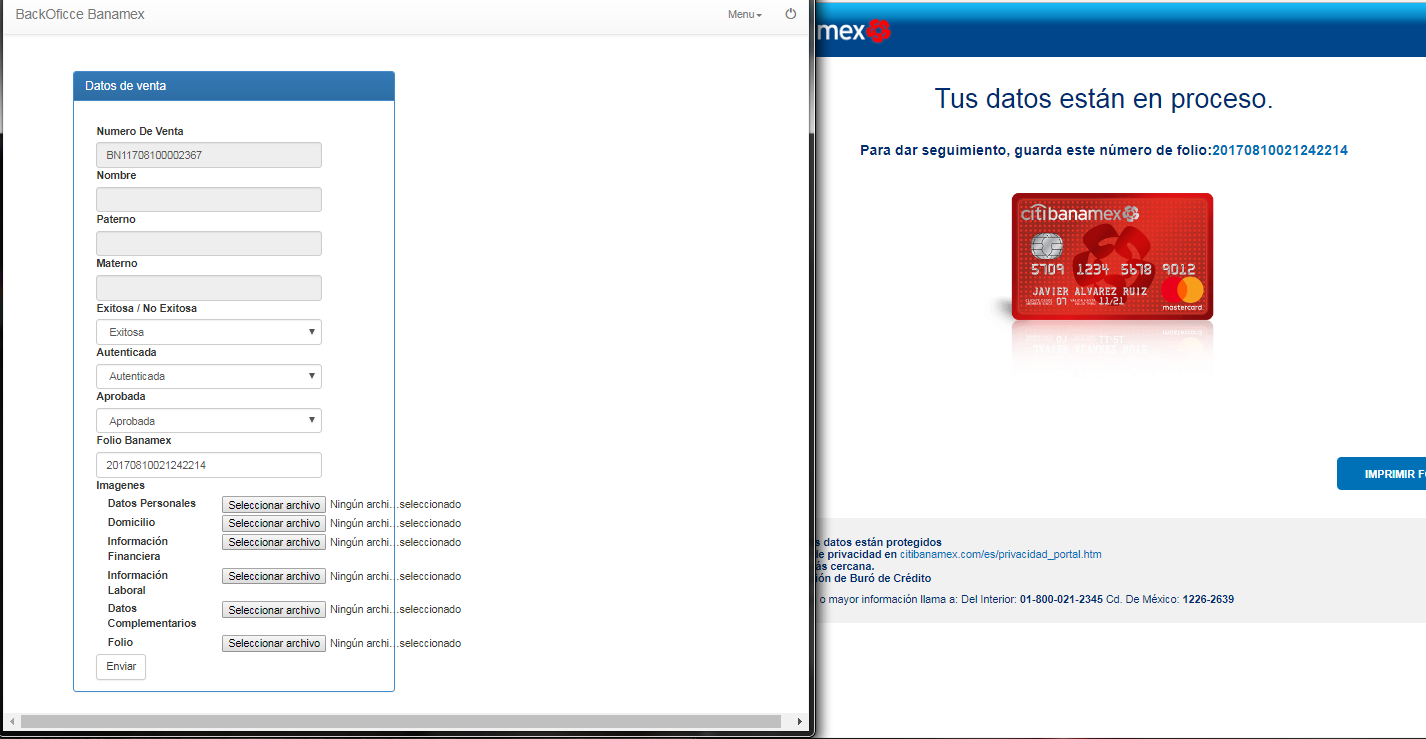 BackOficce Banamex
Menu
Datos de venta
Numero De Venta
BN11708100002367
Nombre
Paterno
Materno
Exitosa / No Exitosa
Exitosa
Autenticada
Autenticada
Aprobada
Aprobada
Folio Banamex
20170810021242214
Imagenes
Datos Personales Seleccionar archivo Ningún archi...seleccionado
Domicilio Seleccionar archivo Ningún archi...seleccionado
Información Seleccionar archivo Ningún archi...seleccionado
Financiera
Información Seleccionar archivo Ningún archi...seleccionado
Laboral
Datos Seleccionar archivo Ningún archi...seleccionado
Complementarios
Folio Seleccionar archivo Ningún archi...seleccionado
Enviar
mex
Tus datos están en proceso.
Para dar seguimiento, guarda este número de folio:20170810021242214
citibanamex
5709 1234 5678 9012
JAVIER ALVAREZ RUIZ
07 11/21
mastercard
IMPRIMIR F
s datos están protegidos
de privacidad en citibanamex.com/es/privacidad_portal.htm
ás cercana.
ión de Buró de Crédito
o mayor información llama a: Del Interior: 01-800-021-2345 Cd. De México: 1226-2639